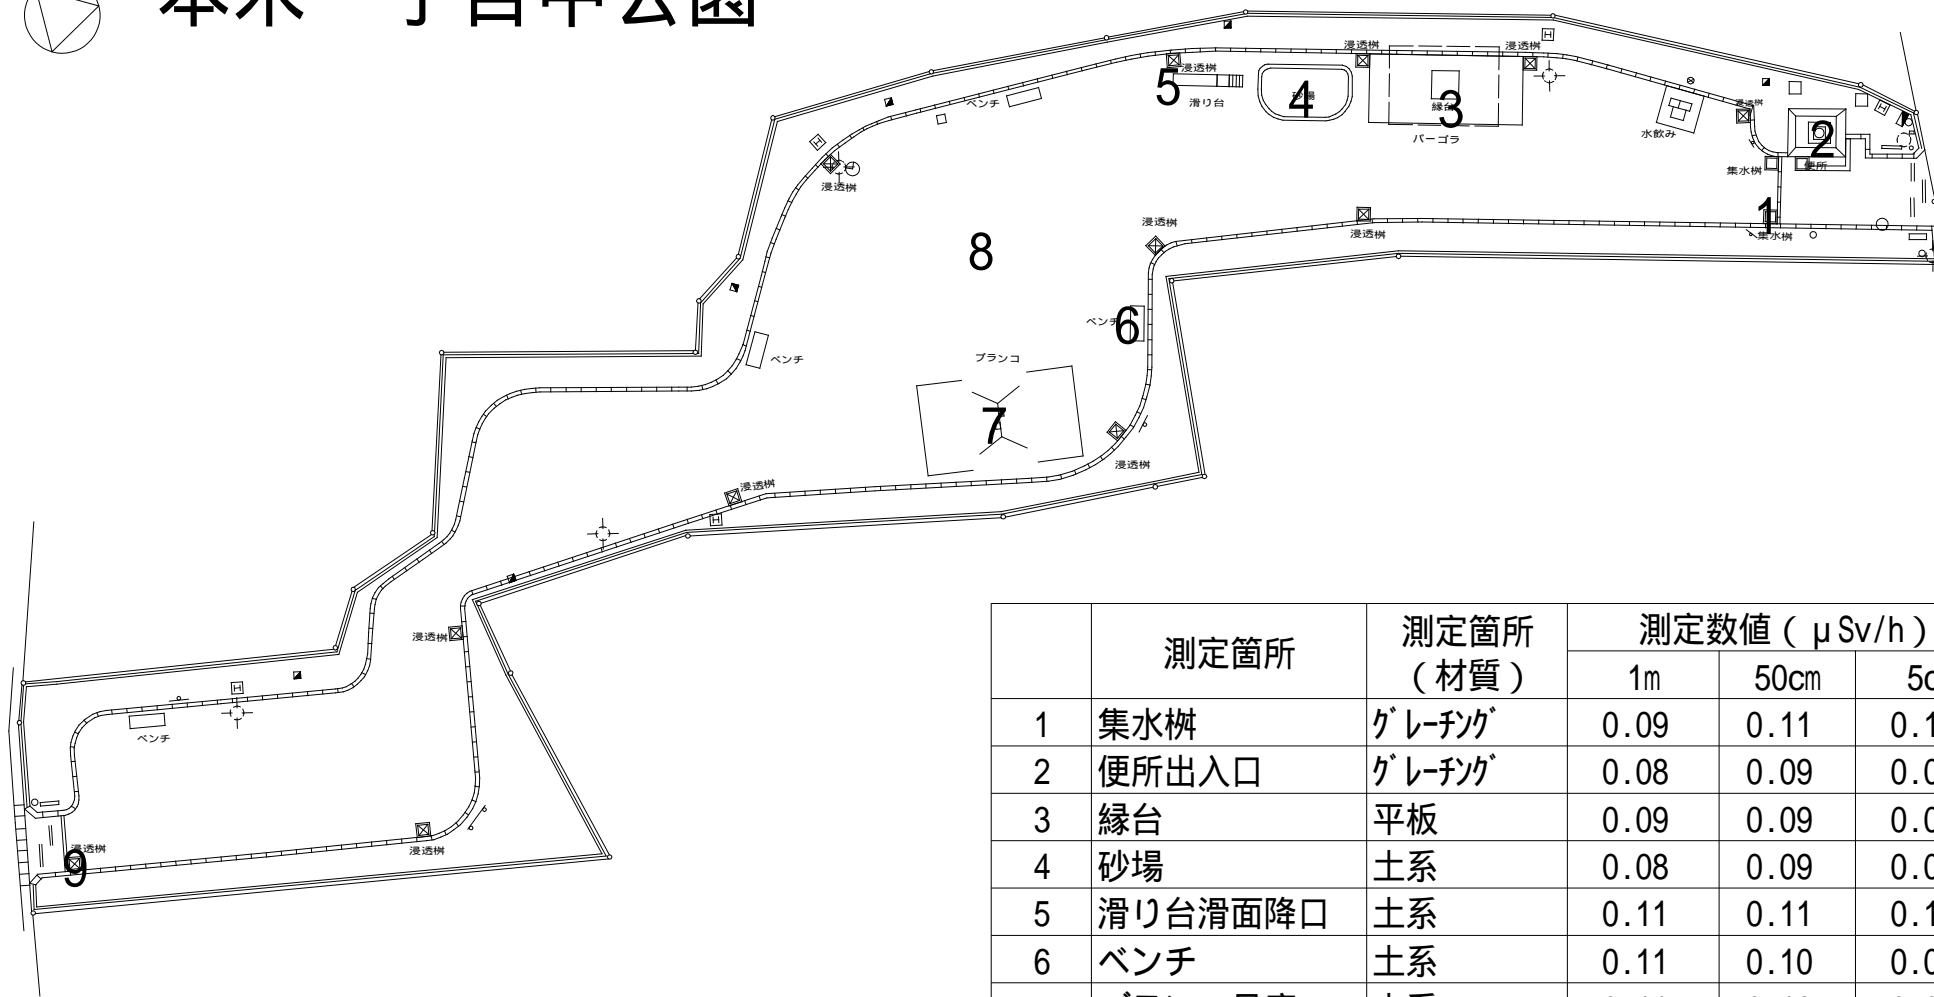 浸透桝
浸透桝
浸透桝
5
滑り台
4
砂場
3
縁台
パーゴラ
水飲み
浸透桝
2
便所
集水桝
1
集水桝
ベンチ
浸透桝
8
浸透桝
浸透桝
ベンチ
6
ベンチ
ブランコ
7
浸透桝
浸透桝
浸透桝
ベンチ
浸透桝
9
浸透桝
測定箇所 測定箇所（材質） 測定数値（μSv/h）
1m 50cm
1 集水桝 グレーチング 0.09 0.11
2 便所出入口 グレーチング 0.08 0.09
3 縁台 平板 0.09 0.09
4 砂場 土系 0.08 0.09
5 滑り台滑面降口 土系 0.11 0.11
6 ベンチ 土系 0.11 0.10